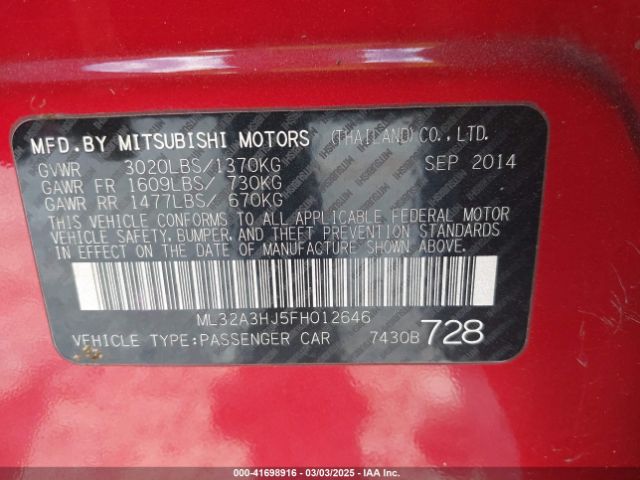 MFD.BY MITSUBISHI MOTORS (THAILAND)CO.,LTD.
GVWR 3020LBS/1370KG SEP 2014
GAWR FR 1609LBS/ 730KG
GAWR RR 1477LBS/ 670KG
THIS VEHICLE CONFORMS TO ALL APPLICABLE FEDERAL MOTOR
VEHICLE SAFETY, BUMPER, AND THEFT PREVENTION STANDARDS
IN EFFECT ON THE DATE OF MANUFACTURE SHOWN ABOVE.
ML32A3HJ5FH012646
VEHICLE TYPE:PASSENGER CAR 7430B 728
000-41698916 - 03/03/2025 - IAA Inc.